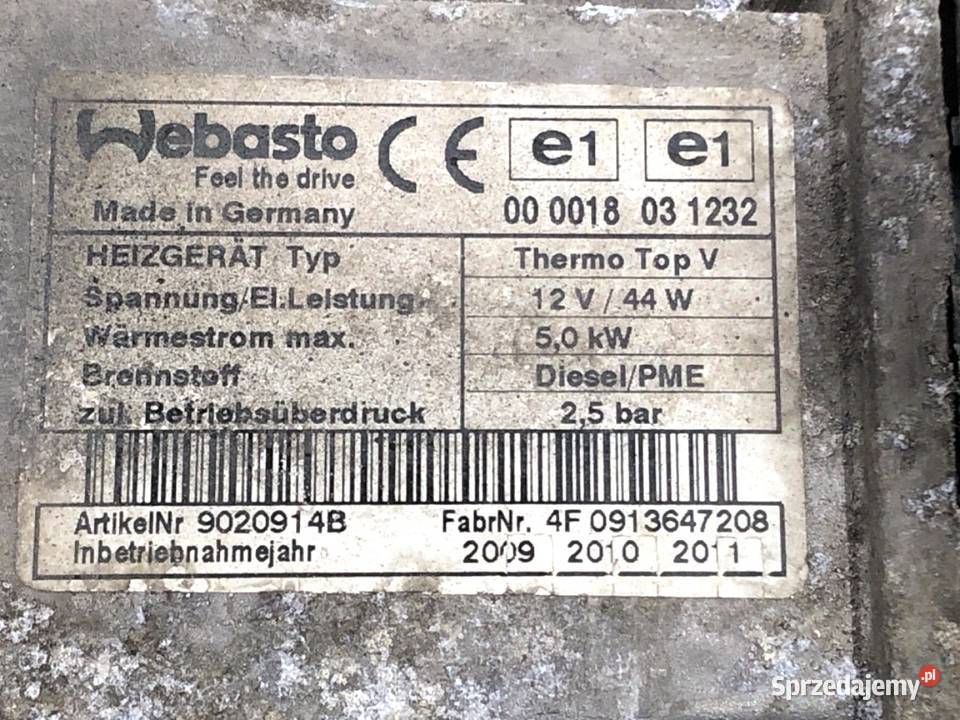 Webasto
Feel the drive
CE e1 e1
Made in Germany 00 0018 03 1232
HEIZGERÄT Typ Thermo Top V
Spannung/El.Leistung 12 V / 44 W
Wärmestrom max. 5,0 kW
Brennstoff Diesel/PME
zul. Betriebsüberdruck 2,5 bar
ArtikelNr 9020914B FabrNr. 4F 0913647208
Inbetriebnahmejahr 2009 2010 2011
Sprzedajemy.pl